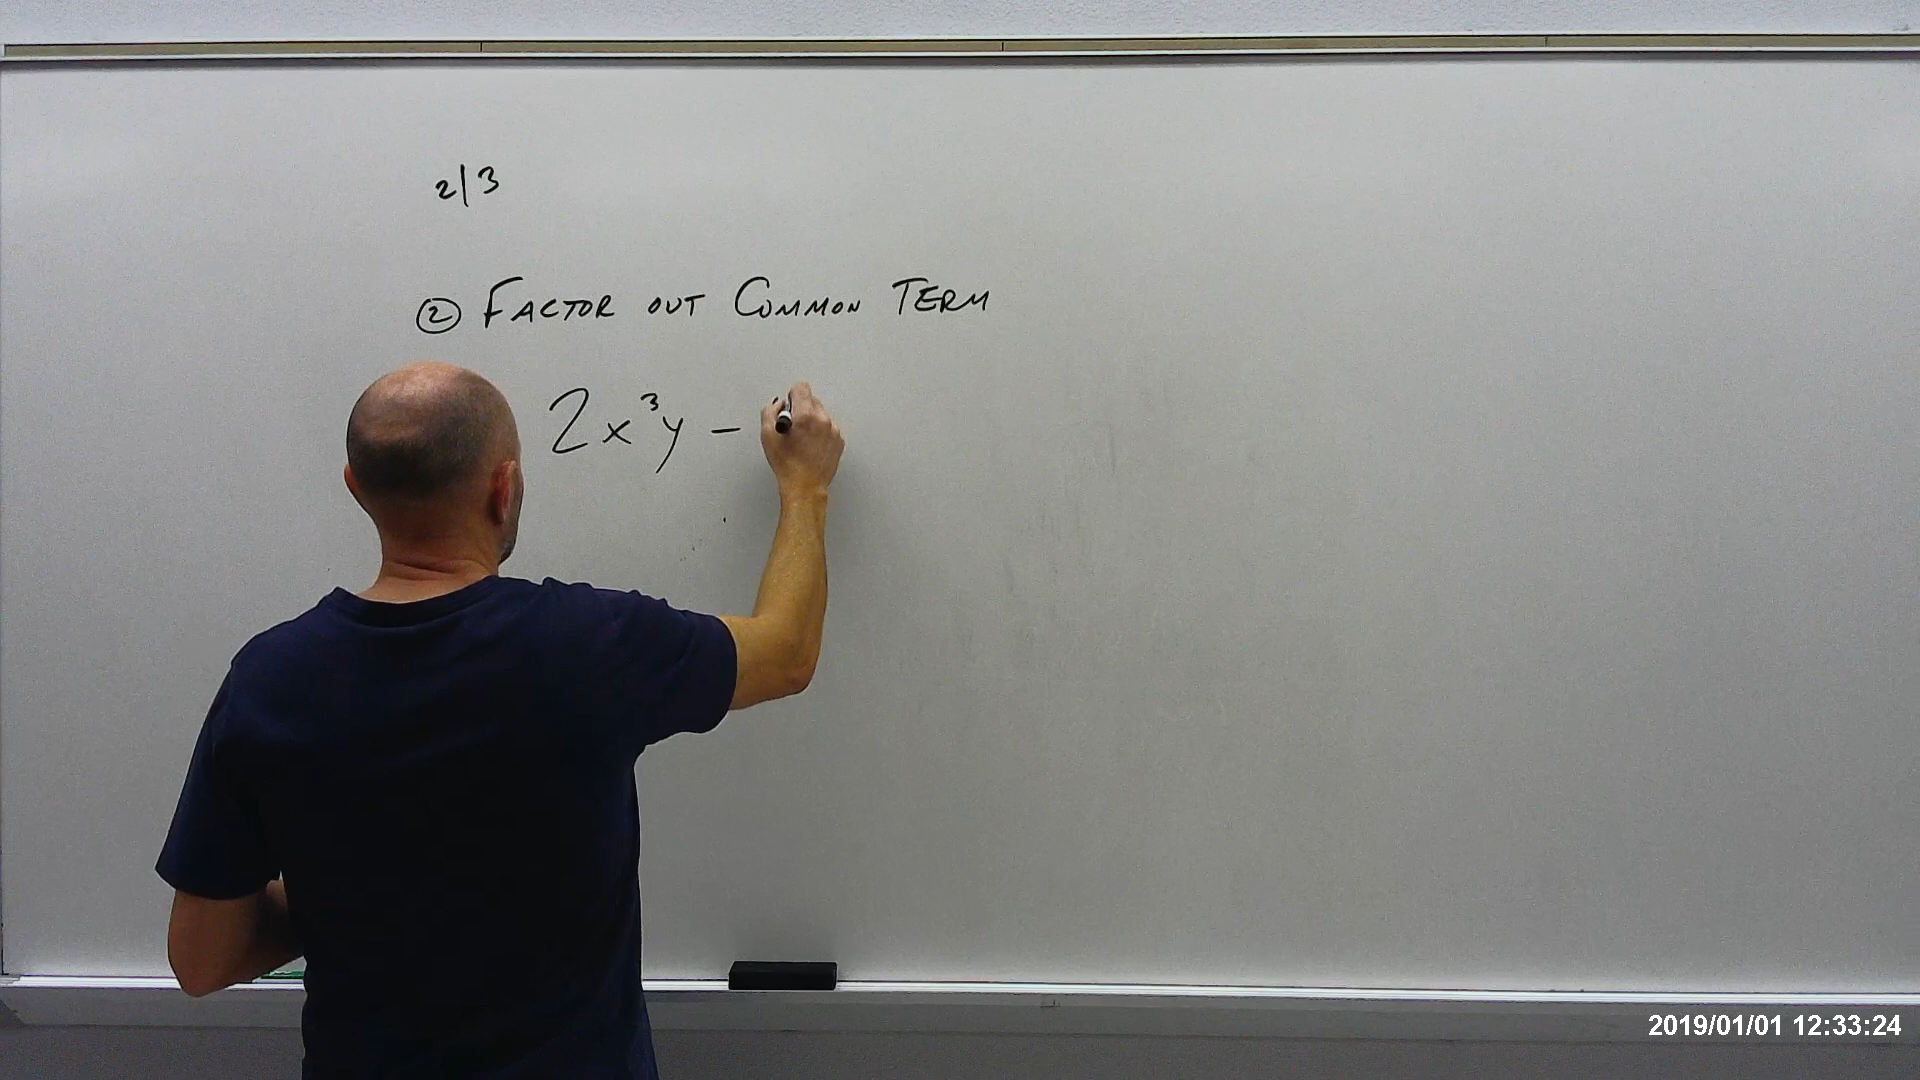 2/3
② FACTOR OUT COMMON TERM
2x³y −
2019/01/01 12:33:24